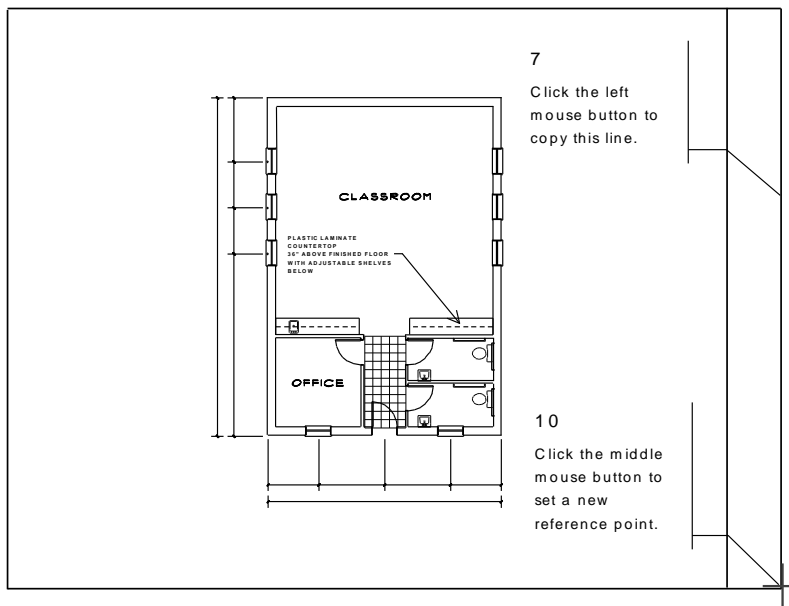 7
Click the left
mouse button to
copy this line.
CLASSROOM
PLASTIC LAMINATE
COUNTERTOP
36" ABOVE FINISHED FLOOR
WITH ADJUSTABLE SHELVES
BELOW
OFFICE
10
Click the middle
mouse button to
set a new
reference point.